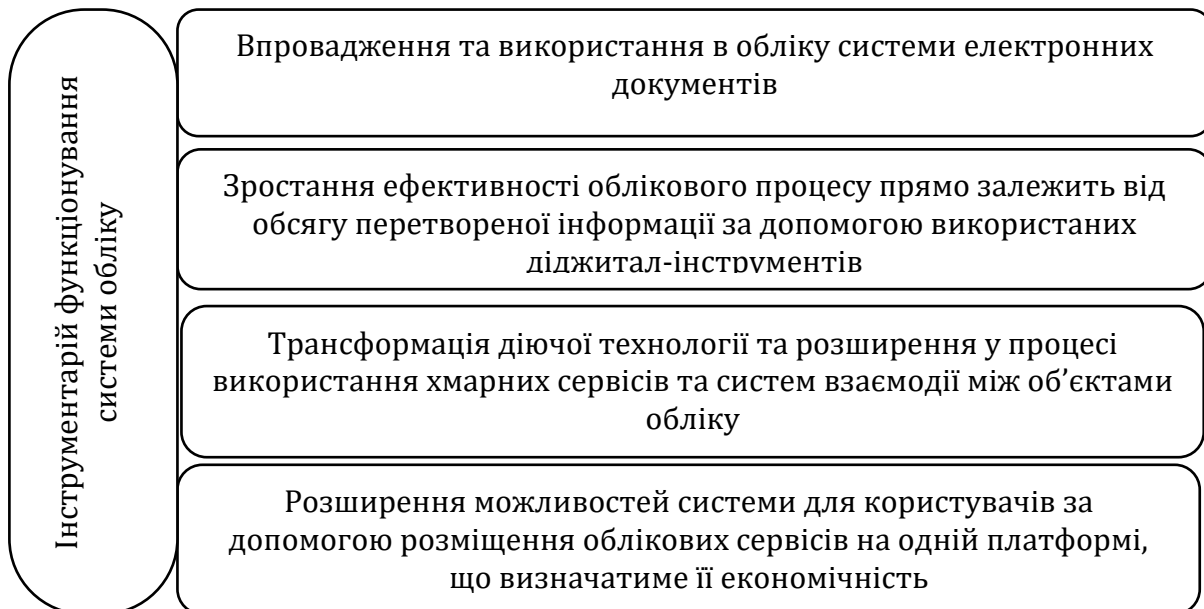 Інструментарій функціонування
системи обліку
Впровадження та використання в обліку системи електронних
документів
Зростання ефективності облікового процесу прямо залежить від
обсягу перетвореної інформації за допомогою використаних
діджитал-інструментів
Трансформація діючої технології та розширення у процесі
використання хмарних сервісів та систем взаємодії між об’єктами
обліку
Розширення можливостей системи для користувачів за
допомогою розміщення облікових сервісів на одній платформі,
що визначатиме її економічність